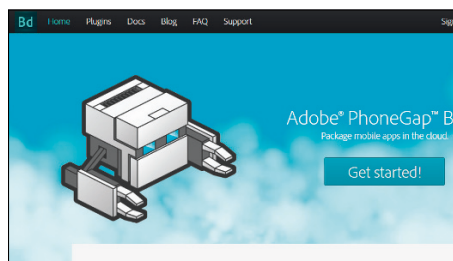 Bd Home Plugins Docs Blog FAQ Support
Adobe® PhoneGap™ B
Package mobile apps in the cloud.
Get started!